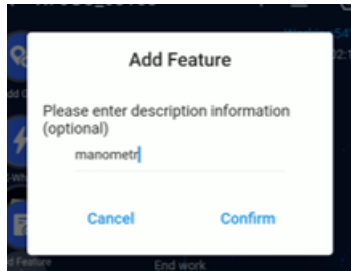 Add Feature
Please enter description information
(optional)
manometr
Cancel Confirm
End work